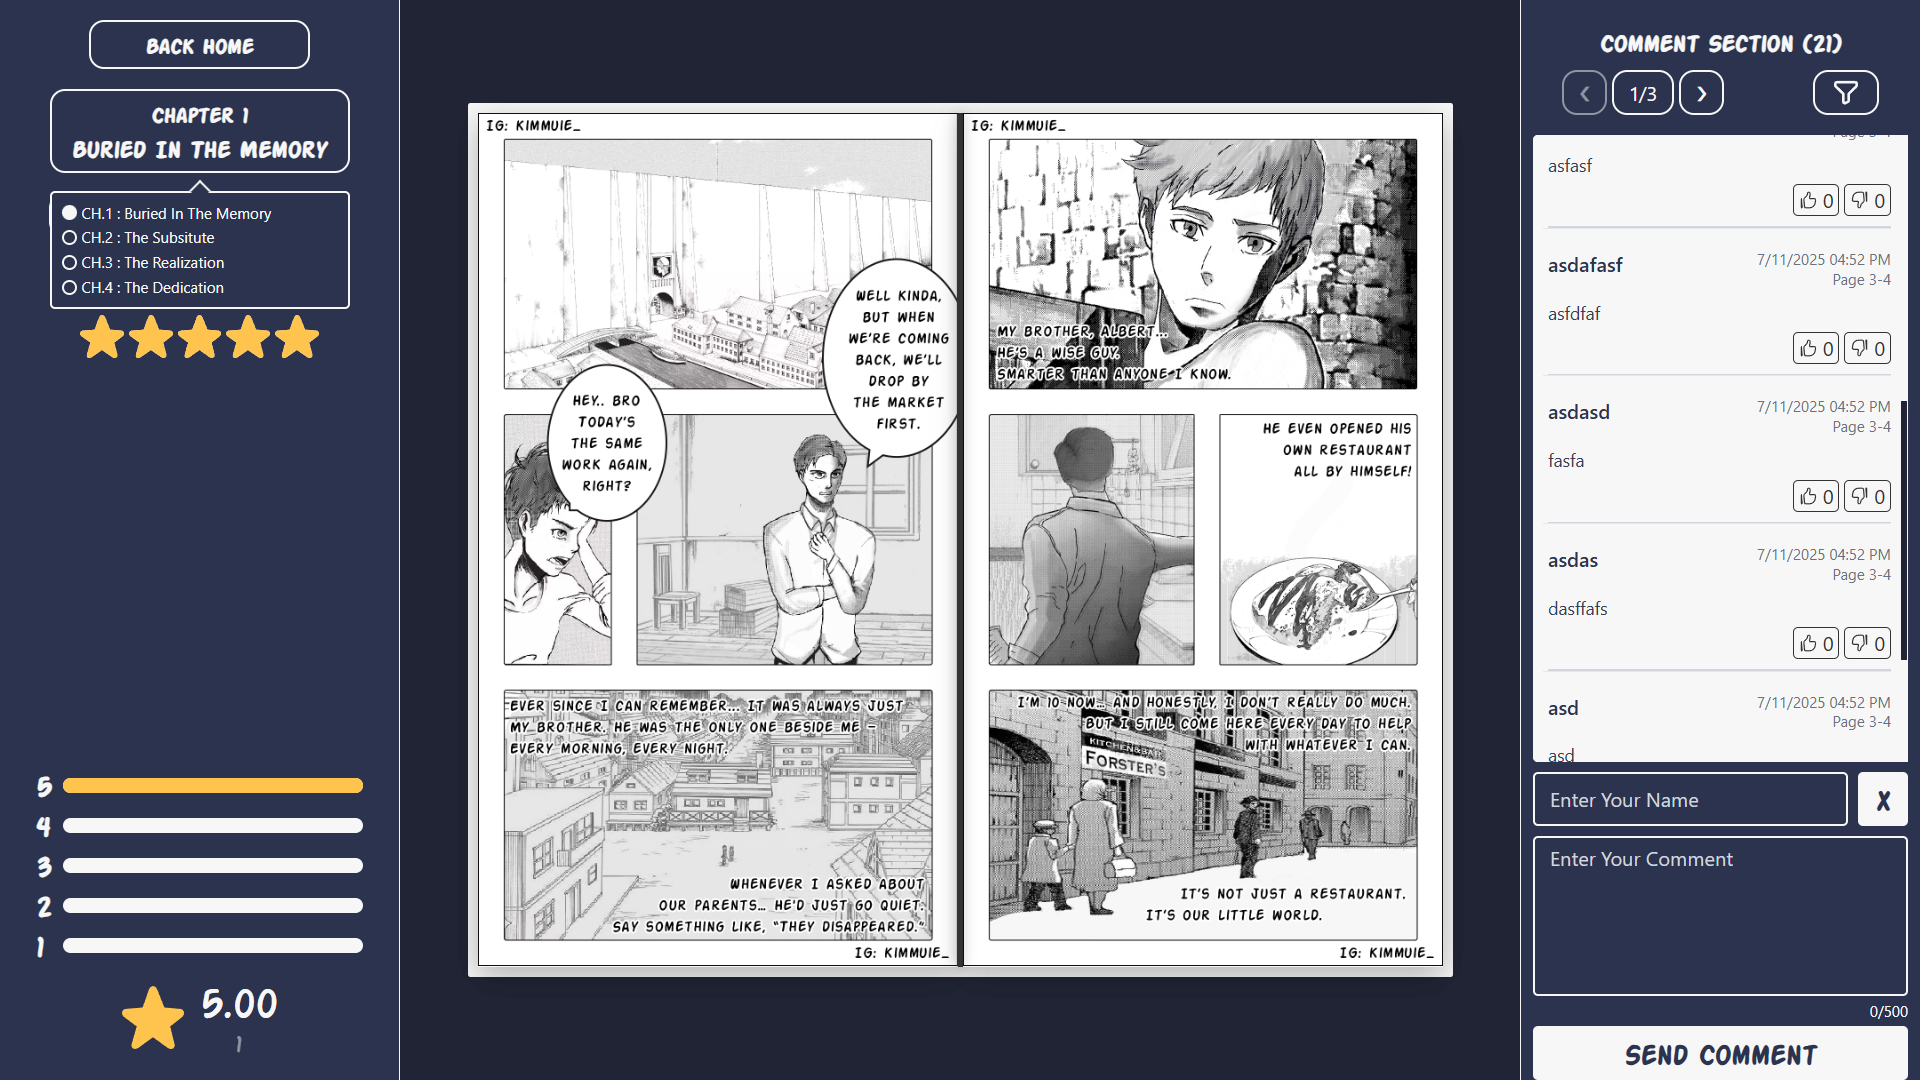 BACK HOME
CHAPTER 1
BURIED IN THE MEMORY
CH.1 : Buried In The Memory
CH.2 : The Subsitute
CH.3 : The Realization
CH.4 : The Dedication
5
4
3
2
1
5.00
1
IG: KIMMUIE_
WELL KINDA,
BUT WHEN
WE'RE COMING
BACK, WE'LL
DROP BY
THE MARKET
FIRST.
HEY.. BRO
TODAY'S
THE SAME
WORK AGAIN,
RIGHT?
EVER SINCE I CAN REMEMBER... IT WAS ALWAYS JUST
MY BROTHER. HE WAS THE ONLY ONE BESIDE ME –
EVERY MORNING, EVERY NIGHT.
WHENEVER I ASKED ABOUT
OUR PARENTS... HE'D JUST GO QUIET.
SAY SOMETHING LIKE, "THEY DISAPPEARED."
IG: KIMMUIE_
IG: KIMMUIE_
MY BROTHER, ALBERT...
HE'S A WISE GUY.
SMARTER THAN ANYONE I KNOW.
HE EVEN OPENED HIS
OWN RESTAURANT
ALL BY HIMSELF!
I'M 10 NOW... AND HONESTLY, I DON'T REALLY DO MUCH.
BUT I STILL COME HERE EVERY DAY TO HELP
WITH WHATEVER I CAN.
KITCHEN&BAR
FORSTER'S
IT'S NOT JUST A RESTAURANT.
IT'S OUR LITTLE WORLD.
IG: KIMMUIE_
COMMENT SECTION (21)
1/3
Page 3-4
asfasf
0 0
asdafasf 7/11/2025 04:52 PM
Page 3-4
asfdfaf
0 0
asdasd 7/11/2025 04:52 PM
Page 3-4
fasfa
0 0
asdas 7/11/2025 04:52 PM
Page 3-4
dasffafs
0 0
asd 7/11/2025 04:52 PM
Page 3-4
asd
Enter Your Name
X
Enter Your Comment
0/500
SEND COMMENT